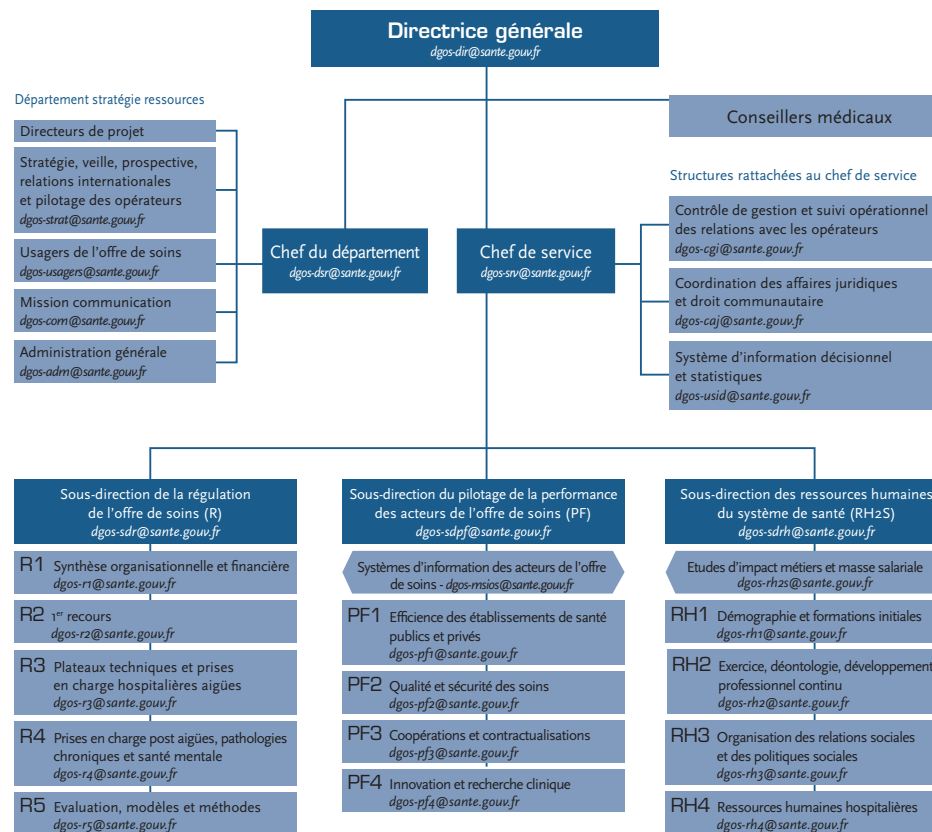 Directrice générale
dgos-dir@sante.gouv.fr
Département stratégie ressources
Directeurs de projet
Stratégie, veille, prospective,
relations internationales
et pilotage des opérateurs
dgos-strat@sante.gouv.fr
Usagers de l'offre de soins
dgos-usagers@sante.gouv.fr
Mission communication
dgos-com@sante.gouv.fr
Administration générale
dgos-adm@sante.gouv.fr
Chef du département
dgos-dsr@sante.gouv.fr
Chef de service
dgos-srv@sante.gouv.fr
Conseillers médicaux
Structures rattachées au chef de service
Contrôle de gestion et suivi opérationnel
des relations avec les opérateurs
dgos-cgi@sante.gouv.fr
Coordination des affaires juridiques
et droit communautaire
dgos-caj@sante.gouv.fr
Système d'information décisionnel
et statistiques
dgos-usid@sante.gouv.fr
Sous-direction de la régulation
de l'offre de soins (R)
dgos-sdr@sante.gouv.fr
R1 Synthèse organisationnelle et financière
dgos-r1@sante.gouv.fr
R2 1er recours
dgos-r2@sante.gouv.fr
R3 Plateaux techniques et prises
en charge hospitalières aigües
dgos-r3@sante.gouv.fr
R4 Prises en charge post aigües, pathologies
chroniques et santé mentale
dgos-r4@sante.gouv.fr
R5 Evaluation, modèles et méthodes
dgos-r5@sante.gouv.fr
Sous-direction du pilotage de la performance
des acteurs de l'offre de soins (PF)
dgos-sdpf@sante.gouv.fr
Systèmes d'information des acteurs de l'offre
de soins - dgos-msios@sante.gouv.fr
PF1 Efficience des établissements de santé
publics et privés
dgos-pf1@sante.gouv.fr
PF2 Qualité et sécurité des soins
dgos-pf2@sante.gouv.fr
PF3 Coopérations et contractualisations
dgos-pf3@sante.gouv.fr
PF4 Innovation et recherche clinique
dgos-pf4@sante.gouv.fr
Sous-direction des ressources humaines
du système de santé (RH2S)
dgos-sdrh@sante.gouv.fr
Etudes d'impact métiers et masse salariale
dgos-rh2s@sante.gouv.fr
RH1 Démographie et formations initiales
dgos-rh1@sante.gouv.fr
RH2 Exercice, déontologie, développement
professionnel continu
dgos-rh2@sante.gouv.fr
RH3 Organisation des relations sociales
et des politiques sociales
dgos-rh3@sante.gouv.fr
RH4 Ressources humaines hospitalières
dgos-rh4@sante.gouv.fr